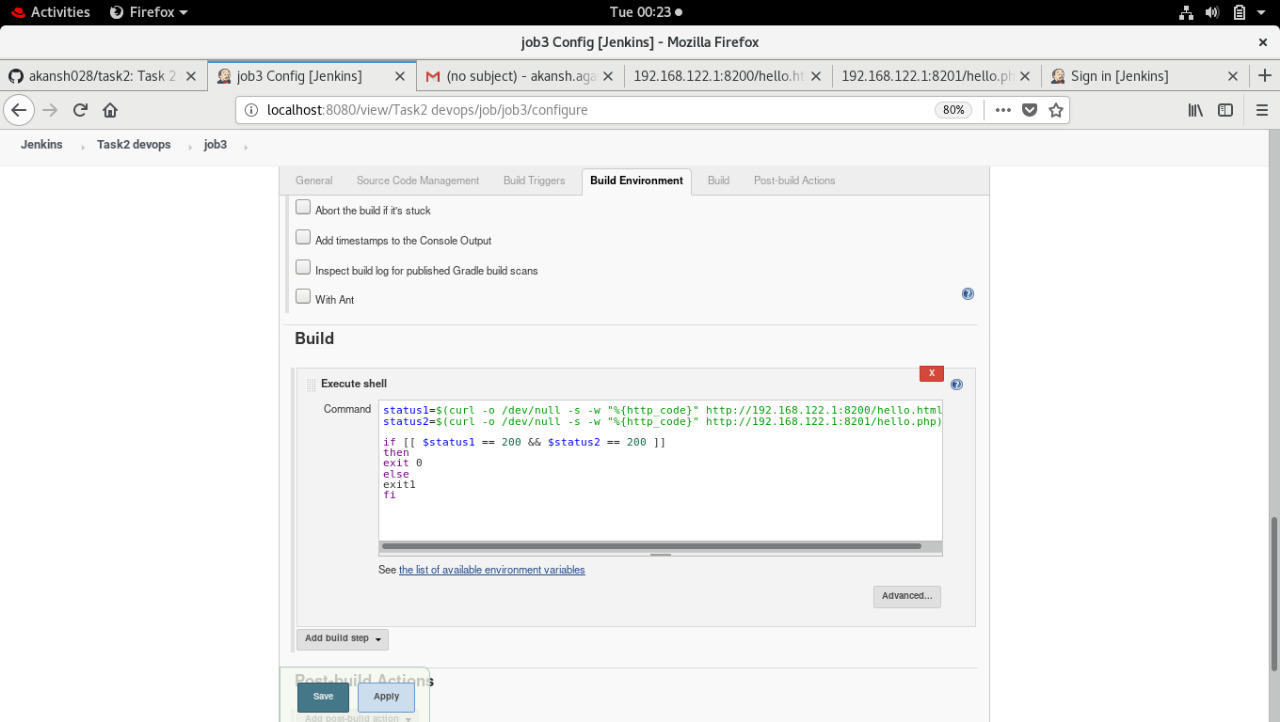 Activities Firefox Tue 00:23
job3 Config [Jenkins] - Mozilla Firefox
akansh028/task2: Task 2 job3 Config [Jenkins] (no subject) - akansh.aga 192.168.122.1:8200/hello.ht 192.168.122.1:8201/hello.ph Sign in [Jenkins]
localhost:8080/view/Task2 devops/job/job3/configure 80%
Jenkins Task2 devops job3
General Source Code Management Build Triggers Build Environment Build Post-build Actions
Abort the build if it's stuck
Add timestamps to the Console Output
Inspect build log for published Gradle build scans
With Ant
Build
X
Execute shell
Command
status1=$(curl -o /dev/null -s -w "%{http_code}" http://192.168.122.1:8200/hello.html
status2=$(curl -o /dev/null -s -w "%{http_code}" http://192.168.122.1:8201/hello.php)
if [[ $status1 == 200 && $status2 == 200 ]]
then
exit 0
else
exit1
fi
See the list of available environment variables
Advanced...
Add build step
Post-build Actions
Save Apply
Add post-build action